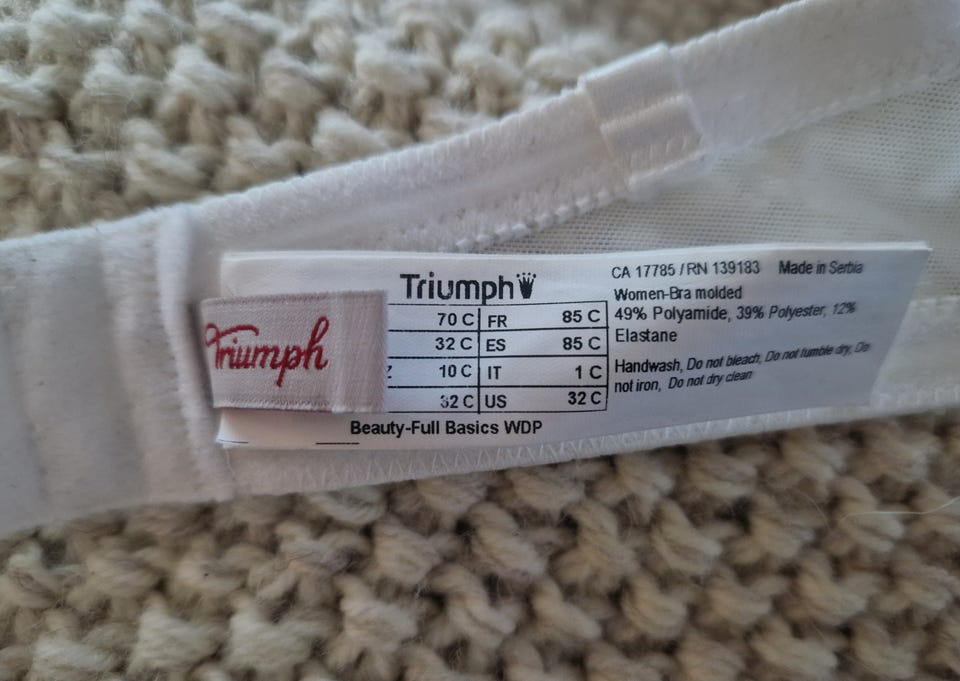 Triumph
Triumph
70 C FR 85 C
32 C ES 85 C
10 C IT 1 C
32 C US 32 C
Beauty-Full Basics WDP
CA 17785 / RN 139183 Made in Serbia
Women-Bra molded
49% Polyamide, 39% Polyester, 12%
Elastane
Handwash, Do not bleach, Do not tumble dry, Do
not iron, Do not dry clean